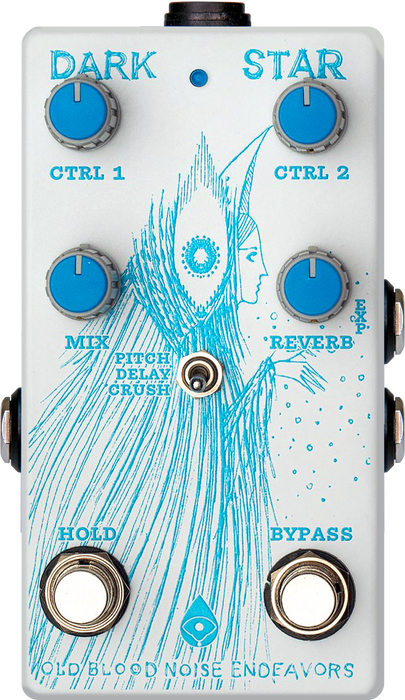 DARK STAR
CTRL 1 CTRL 2
MIX REVERB
EXP
PITCH
DELAY
CRUSH
HOLD BYPASS
OLD BLOOD NOISE ENDEAVORS